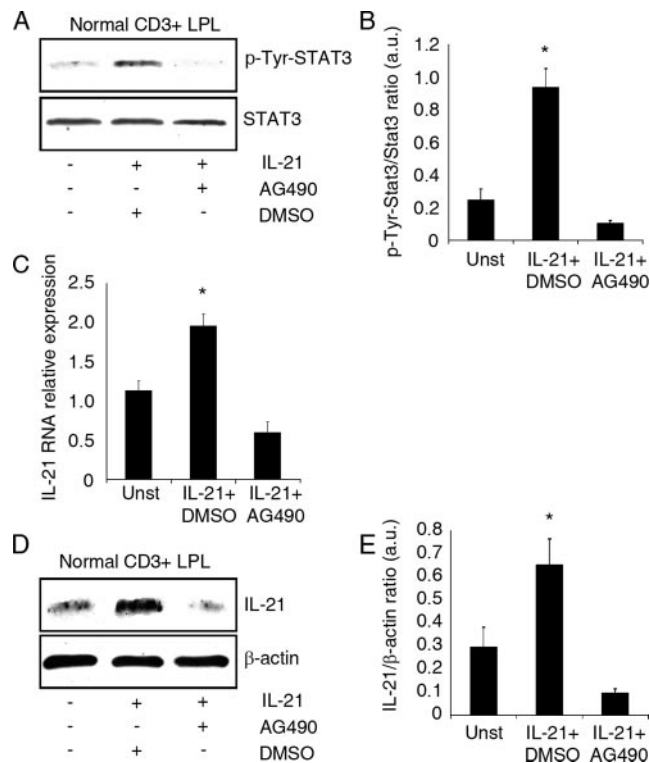 A
Normal CD3+ LPL
p-Tyr-STAT3
STAT3
- + + IL-21
- - + AG490
- + - DMSO
B
p-Tyr-Stat3/Stat3 ratio (a.u.)
1.2
1.0
0.8
0.6
0.4
0.2
0
*
Unst IL-21+ IL-21+
DMSO AG490
C
IL-21 RNA relative expression
2.5
2.0
1.5
1.0
0.5
0
*
Unst IL-21+ IL-21+
DMSO AG490
D
Normal CD3+ LPL
IL-21
β-actin
- + + IL-21
- - + AG490
- + - DMSO
E
IL-21/β-actin ratio (a.u.)
0.8
0.7
0.6
0.5
0.4
0.3
0.2
0.1
0
*
Unst IL-21+ IL-21+
DMSO AG490